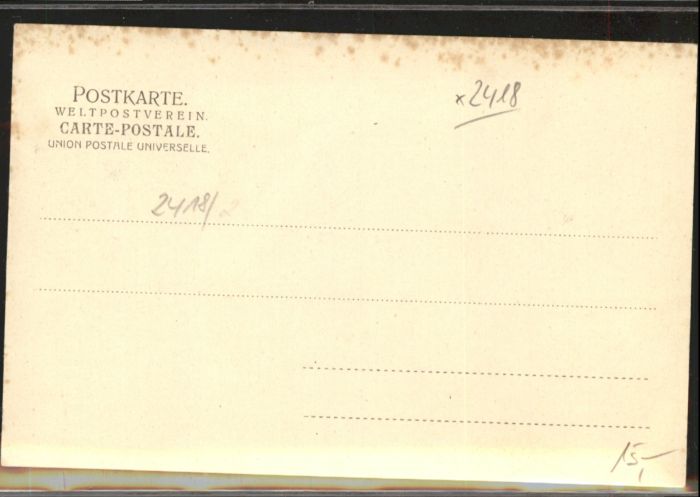 POSTKARTE.
WELTPOSTVEREIN.
CARTE-POSTALE.
UNION POSTALE UNIVERSELLE.
x2418
2418/2
15,-